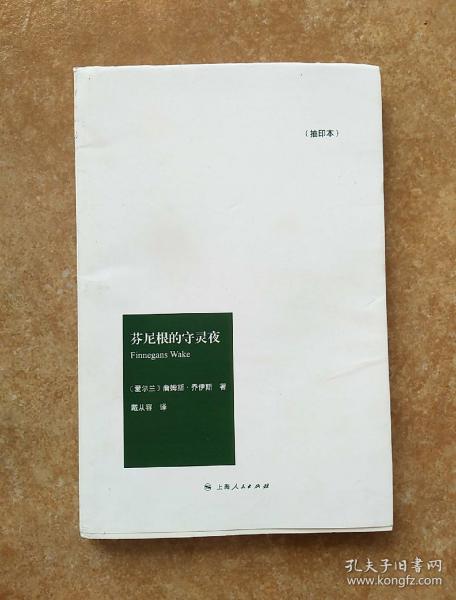 （抽印本）
芬尼根的守灵夜
Finnegans Wake
（爱尔兰）詹姆斯·乔伊斯 著
戴从容 译
上海人民出版社
孔夫子旧书网
www.kongfz.com